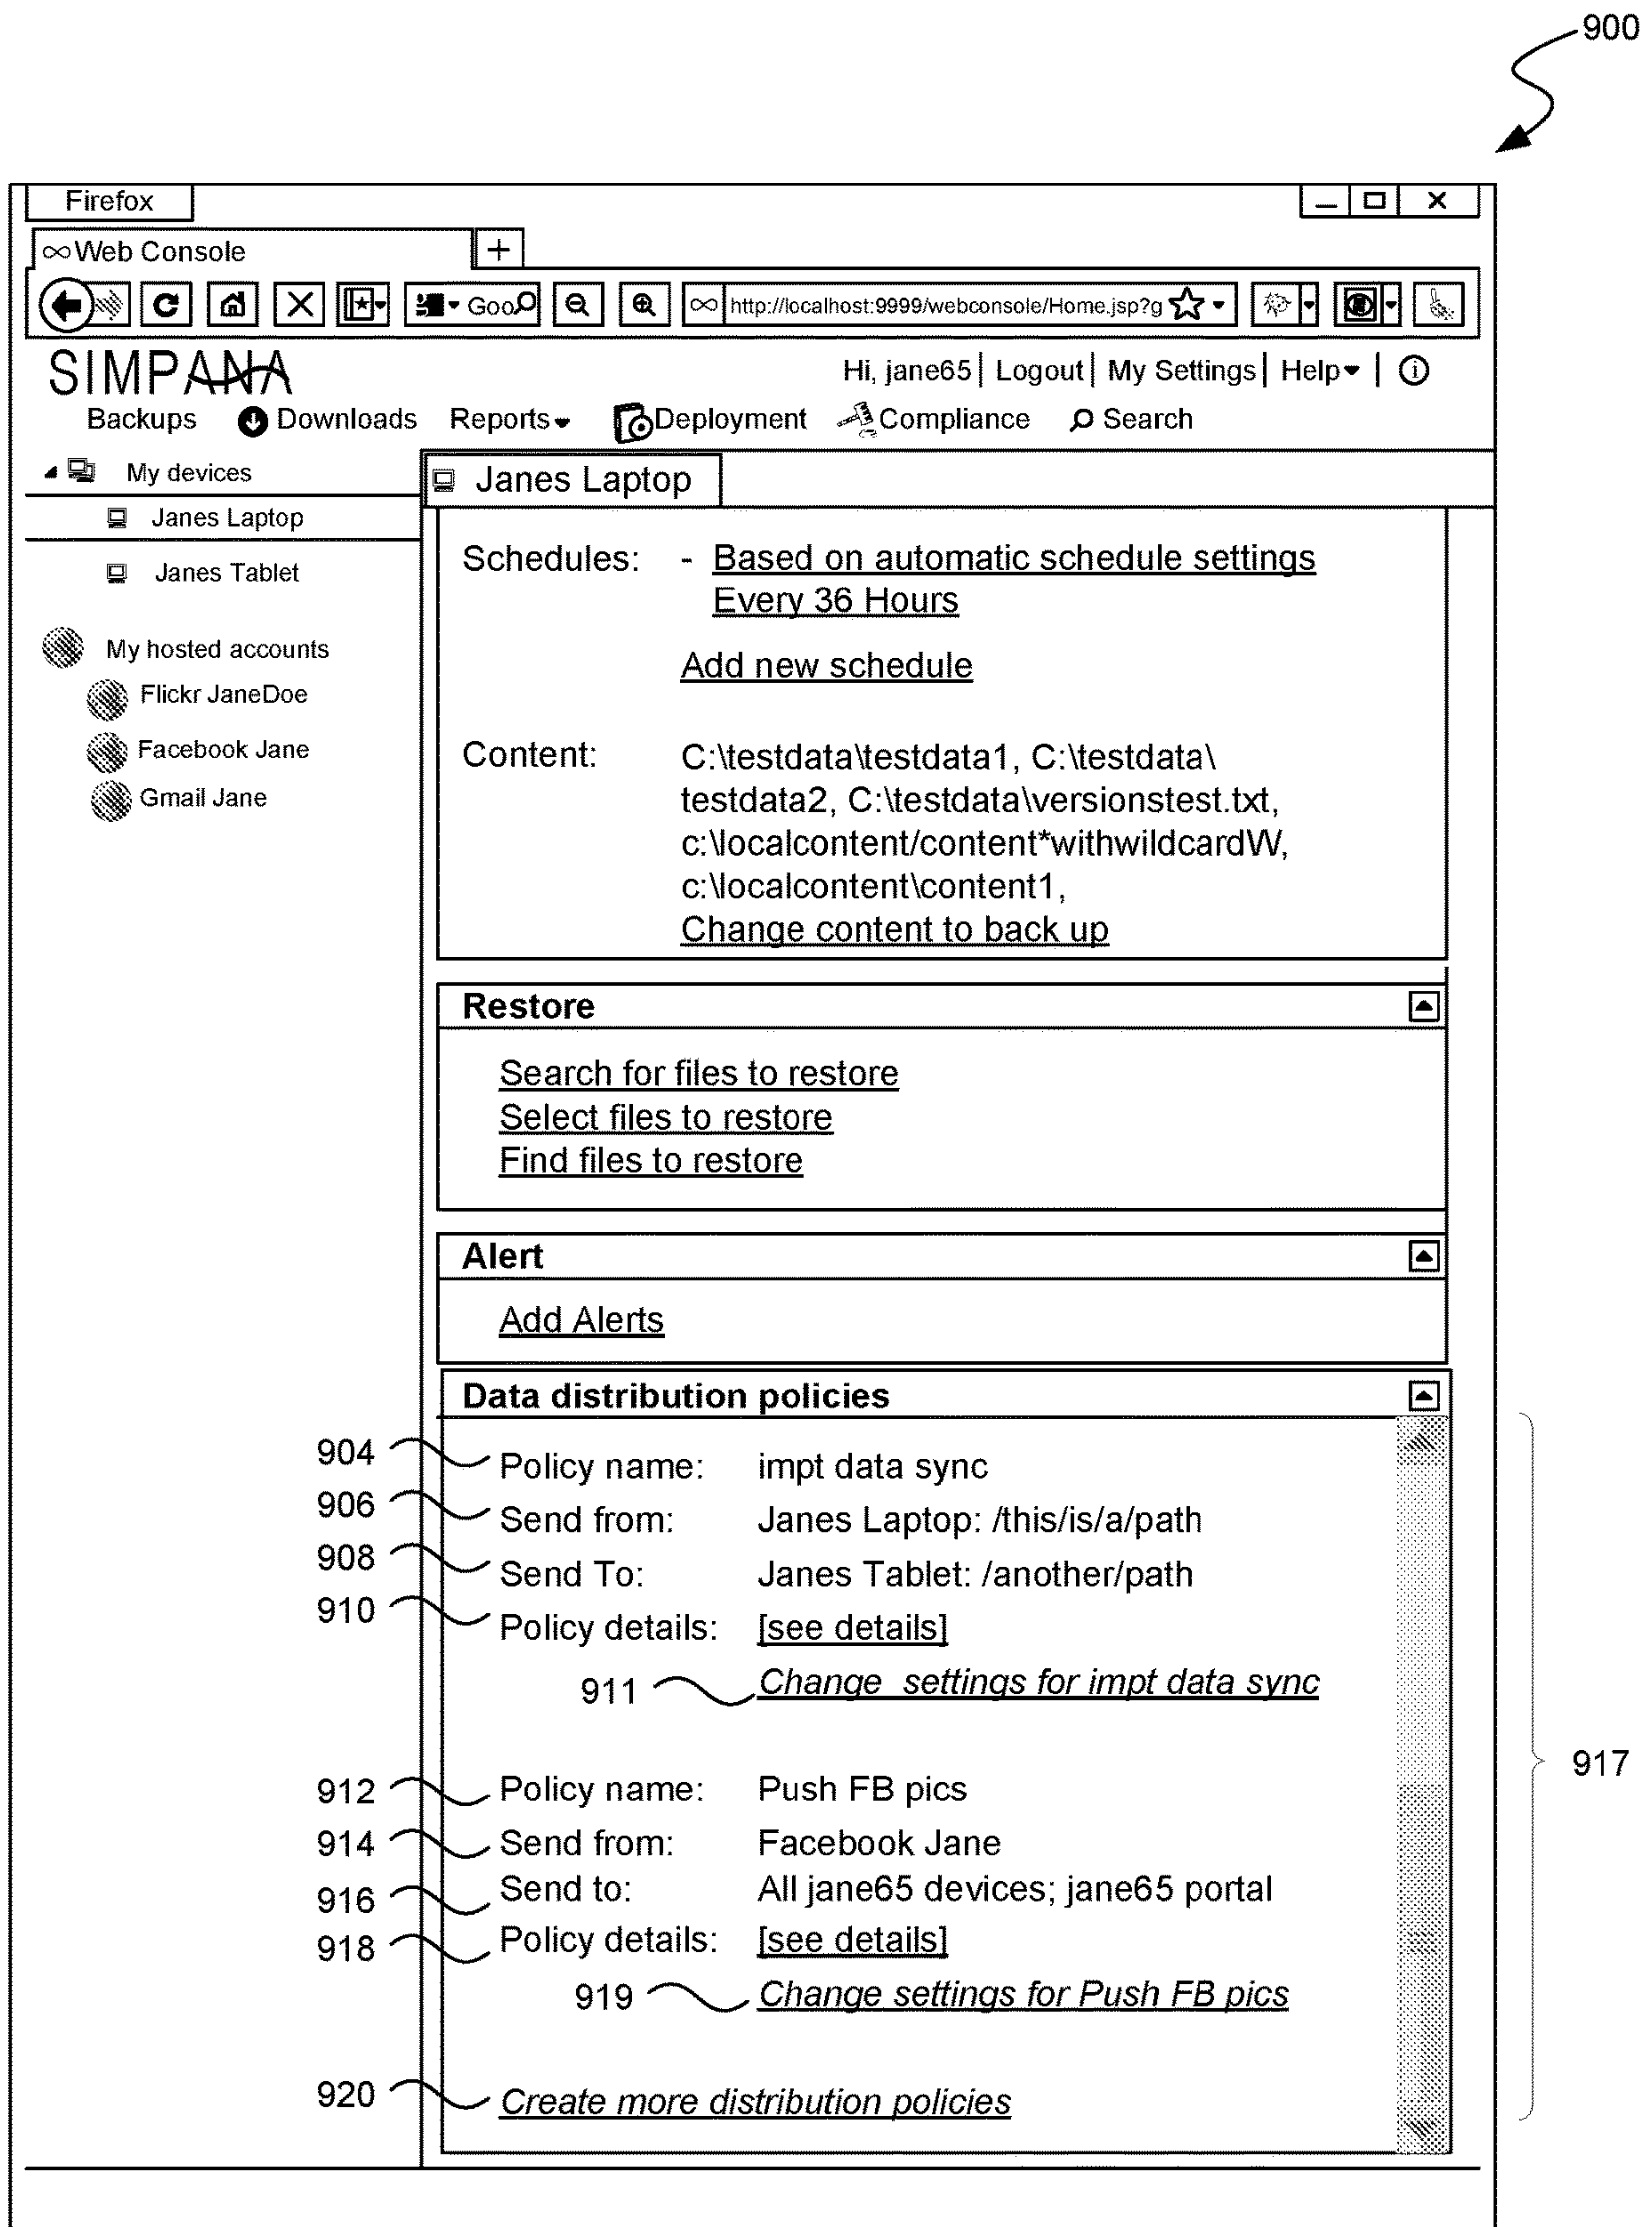 900
Firefox
Web Console
+
Goo
http://localhost:9999/webconsole/Home.jsp?g
SIMPANA
Hi, jane65 | Logout | My Settings | Help |
Backups Downloads Reports Deployment Compliance Search
My devices
Janes Laptop
Janes Tablet
My hosted accounts
Flickr JaneDoe
Facebook Jane
Gmail Jane
Janes Laptop
Schedules: - Based on automatic schedule settings
Every 36 Hours
Add new schedule
Content: C:\testdata\testdata1, C:\testdata\
testdata2, C:\testdata\versionstest.txt,
c:\localcontent/content*withwildcardW,
c:\localcontent\content1,
Change content to back up
Restore
Search for files to restore
Select files to restore
Find files to restore
Alert
Add Alerts
Data distribution policies
904 Policy name: impt data sync
906 Send from: Janes Laptop: /this/is/a/path
908 Send To: Janes Tablet: /another/path
910 Policy details: [see details]
911 Change settings for impt data sync
917
912 Policy name: Push FB pics
914 Send from: Facebook Jane
916 Send to: All jane65 devices; jane65 portal
918 Policy details: [see details]
919 Change settings for Push FB pics
920 Create more distribution policies